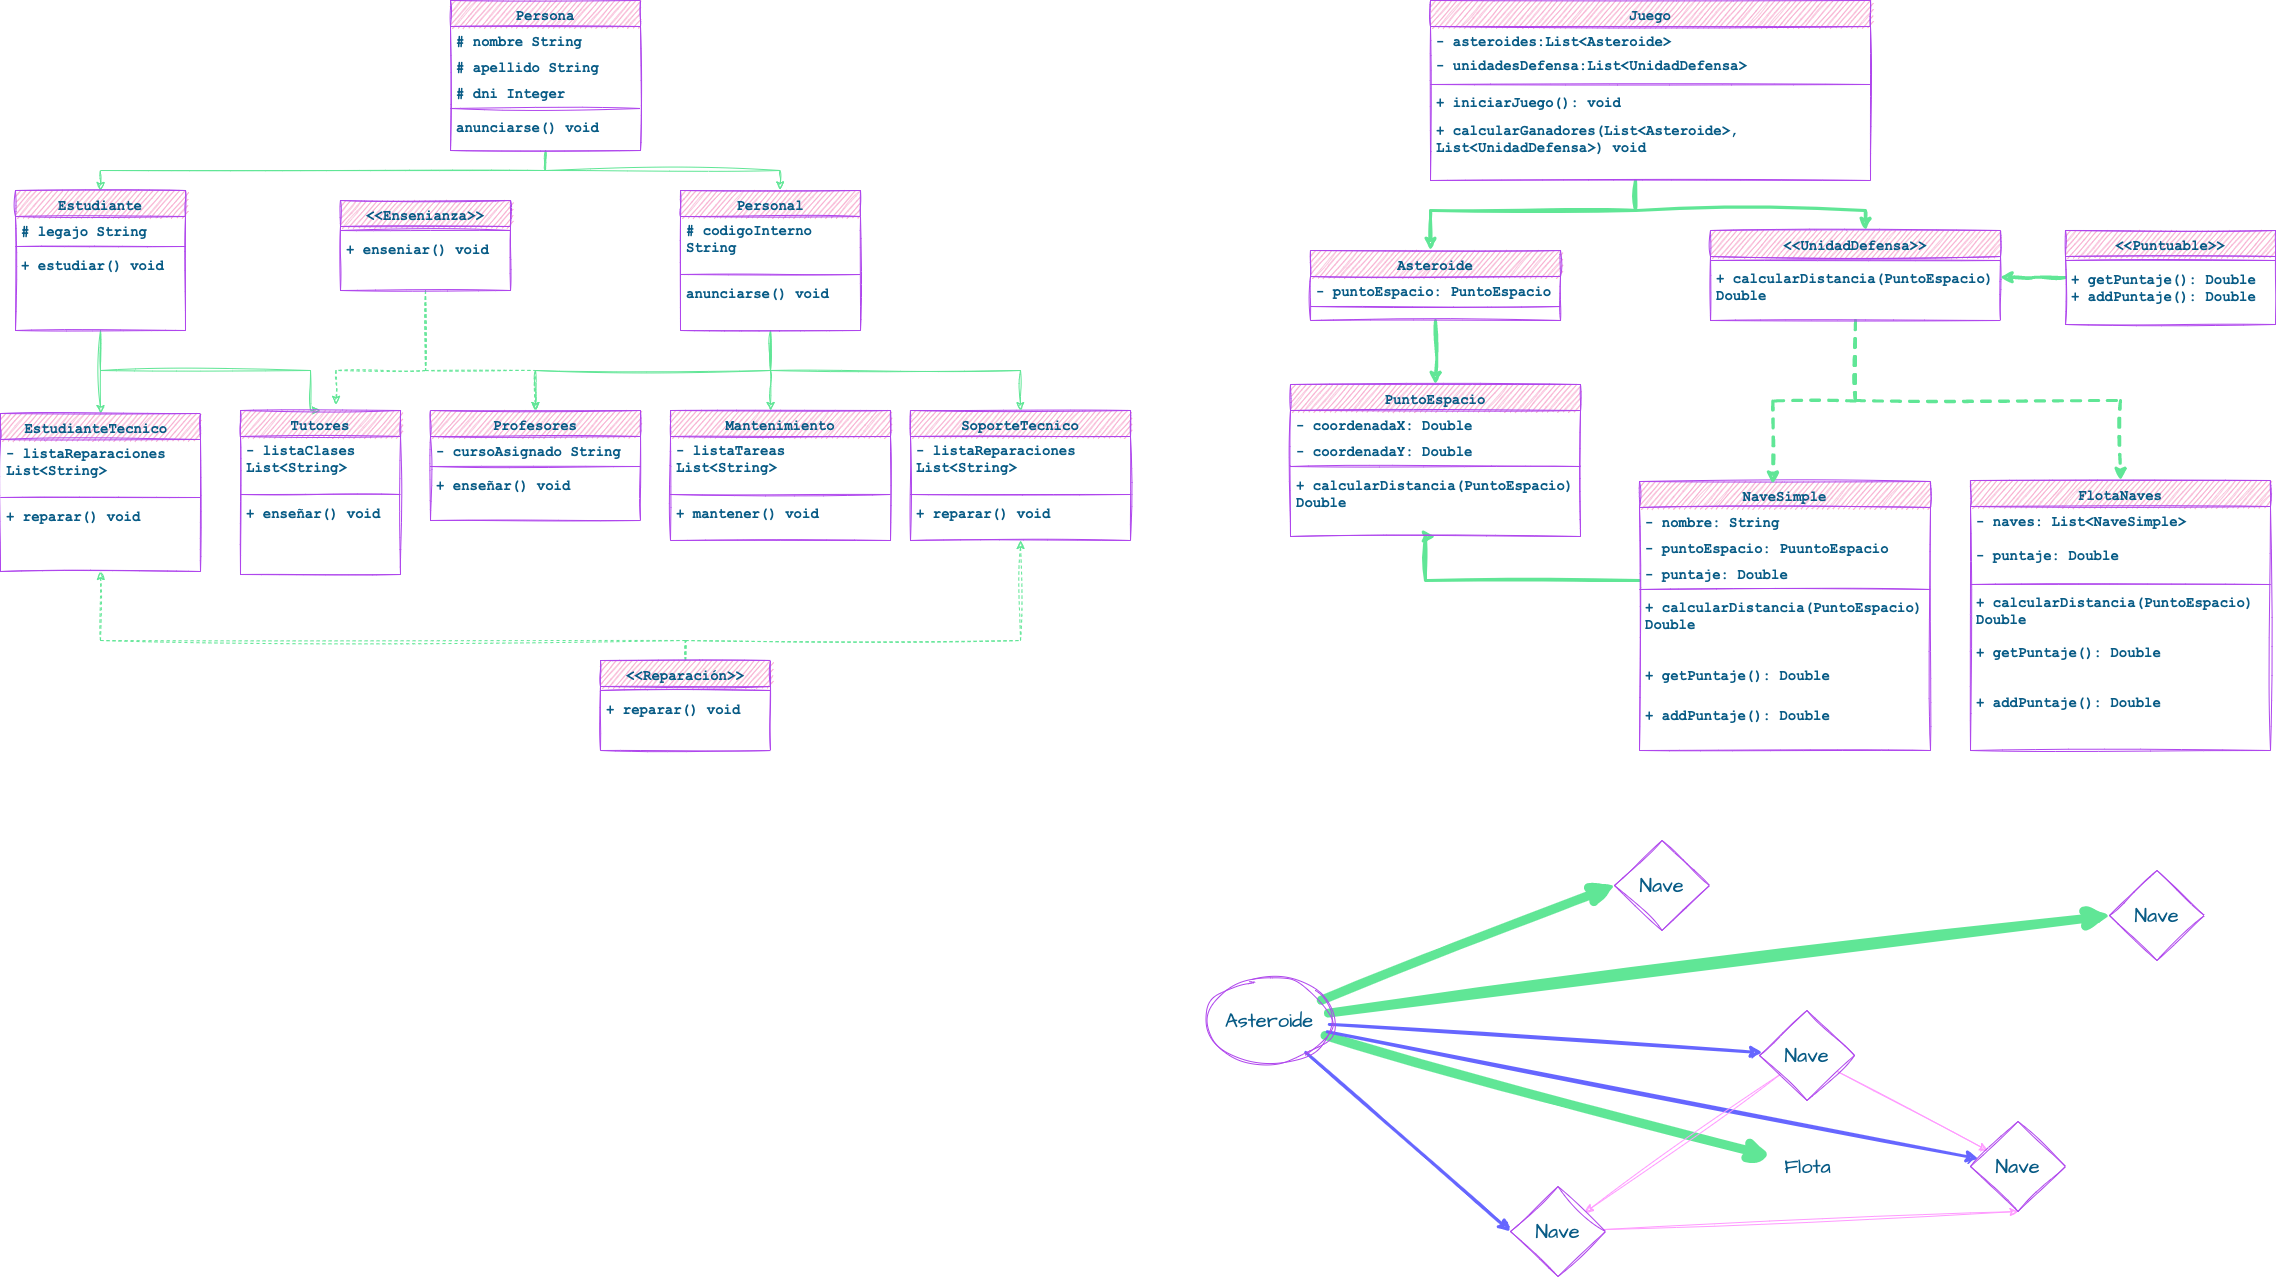 Persona
# nombre String
# apellido String
# dni Integer
anunciarse() void
Estudiante
# legajo String
+ estudiar() void
<<Ensenianza>>
+ enseniar() void
Personal
# codigoInterno
String
anunciarse() void
EstudianteTecnico
- listaReparaciones
List<String>
+ reparar() void
Tutores
- listaClases
List<String>
+ enseñar() void
Profesores
- cursoAsignado String
+ enseñar() void
Mantenimiento
- listaTareas
List<String>
+ mantener() void
SoporteTecnico
- listaReparaciones
List<String>
+ reparar() void
<<Reparación>>
+ reparar() void
Juego
- asteroides:List<Asteroide>
- unidadesDefensa:List<UnidadDefensa>
+ iniciarJuego(): void
+ calcularGanadores(List<Asteroide>,
List<UnidadDefensa>) void
Asteroide
- puntoEspacio: PuntoEspacio
<<UnidadDefensa>>
+ calcularDistancia(PuntoEspacio)
Double
<<Puntuable>>
+ getPuntaje(): Double
+ addPuntaje(): Double
PuntoEspacio
- coordenadaX: Double
- coordenadaY: Double
+ calcularDistancia(PuntoEspacio)
Double
NaveSimple
- nombre: String
- puntoEspacio: PuuntoEspacio
- puntaje: Double
+ calcularDistancia(PuntoEspacio)
Double
+ getPuntaje(): Double
+ addPuntaje(): Double
FlotaNaves
- naves: List<NaveSimple>
- puntaje: Double
+ calcularDistancia(PuntoEspacio)
Double
+ getPuntaje(): Double
+ addPuntaje(): Double
Nave
Nave
Asteroide
Nave
Flota
Nave
Nave